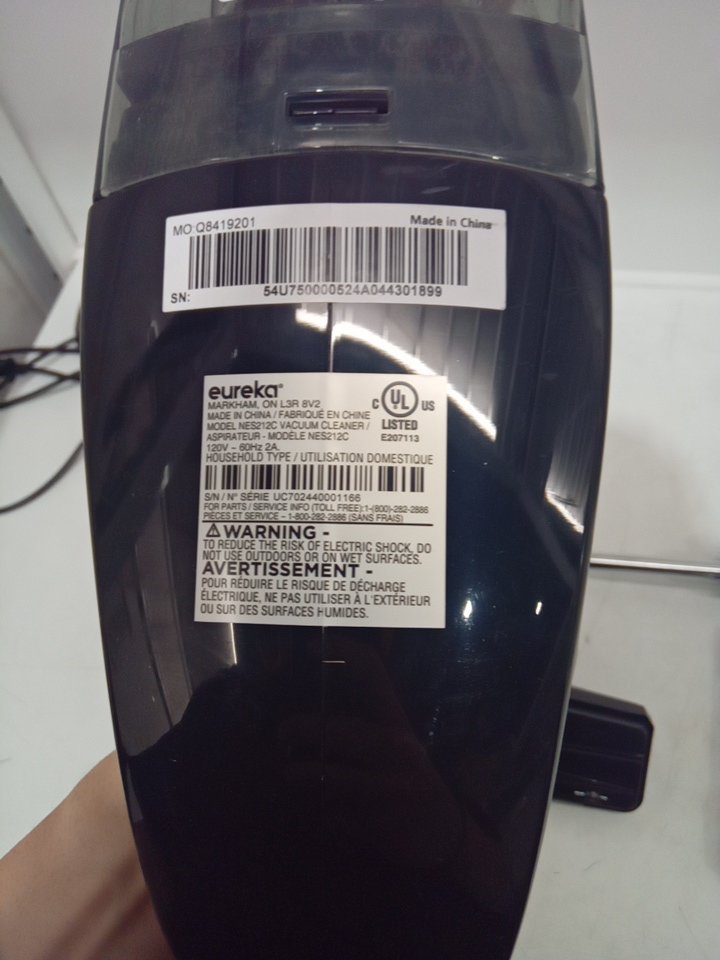 MO:Q8419201 Made in China
SN: 54U750000524A044301899
eureka®
MARKHAM, ON L3R 8V2
MADE IN CHINA / FABRIQUÉ EN CHINE
MODEL NES212C VACUUM CLEANER /
ASPIRATEUR - MODÈLE NES212C
120V ~ 60Hz 2A.
HOUSEHOLD TYPE / UTILISATION DOMESTIQUE
C UL US
LISTED
E207113
S/N / N° SÉRIE UC702440001166
FOR PARTS / SERVICE INFO (TOLL FREE):1-(800)-282-2886
PIÈCES ET SERVICE – 1-800-282-2886 (SANS FRAIS)
⚠WARNING -
TO REDUCE THE RISK OF ELECTRIC SHOCK, DO
NOT USE OUTDOORS OR ON WET SURFACES.
AVERTISSEMENT -
POUR RÉDUIRE LE RISQUE DE DÉCHARGE
ÉLECTRIQUE, NE PAS UTILISER À L'EXTÉRIEUR
OU SUR DES SURFACES HUMIDES.